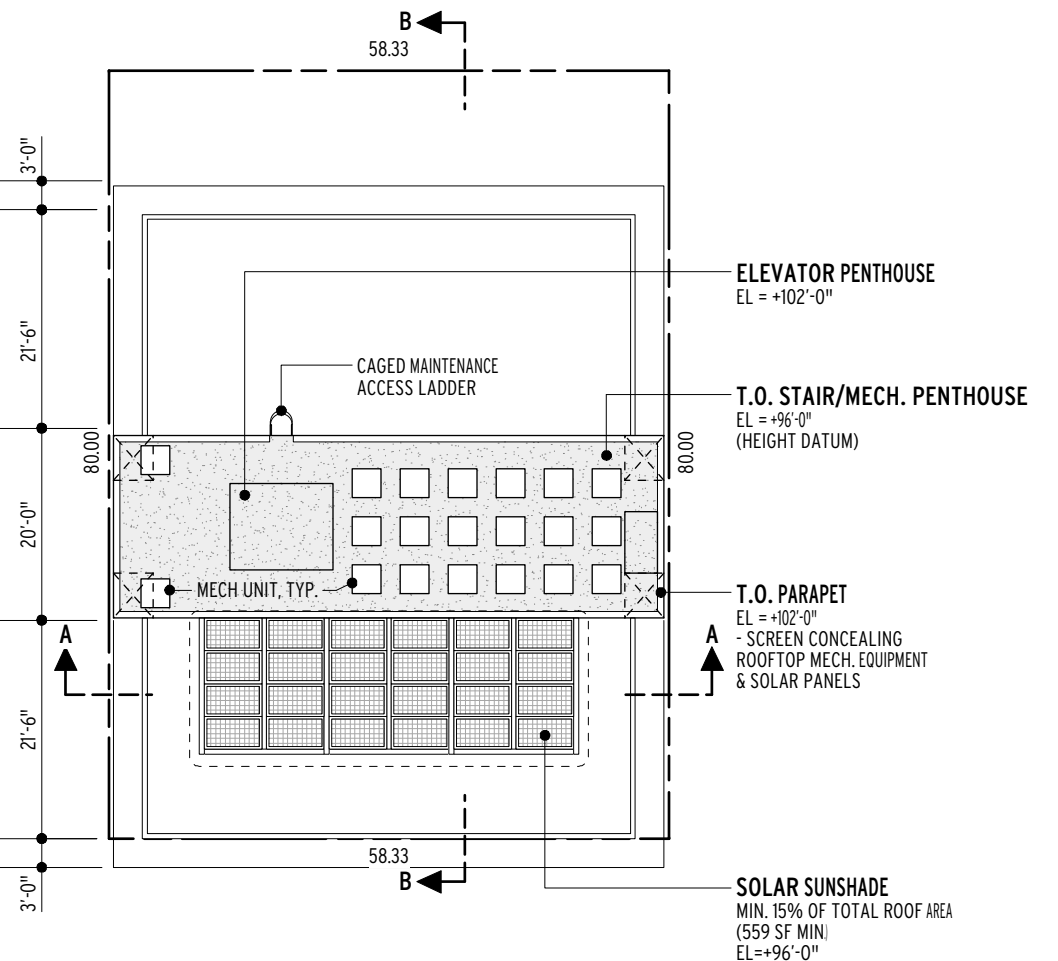 B
58.33
3'-0"
ELEVATOR PENTHOUSE
EL = +102'-0"
21'-6"
CAGED MAINTENANCE
ACCESS LADDER
T.O. STAIR/MECH. PENTHOUSE
EL = +96'-0"
(HEIGHT DATUM)
80.00
80.00
20'-0"
MECH UNIT, TYP.
T.O. PARAPET
EL = +102'-0"
- SCREEN CONCEALING
ROOFTOP MECH. EQUIPMENT
& SOLAR PANELS
A
A
21'-6"
58.33
B
3'-0"
SOLAR SUNSHADE
MIN. 15% OF TOTAL ROOF AREA
(559 SF MIN)
EL=+96'-0"